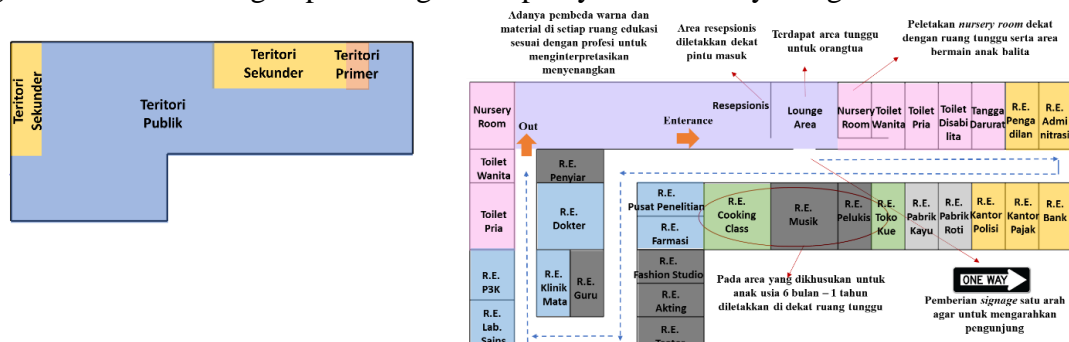 Teritori
Sekunder
Teritori
Sekunder
Teritori
Primer
Teritori
Publik
Adanya pembeda warna dan
material di setiap ruang edukasi
sesuai dengan profesi untuk
menginterpretasikan
menyenangkan
Area resepsionis
diletakkan dekat
pintu masuk
Terdapat area tunggu
untuk orangtua
Peletakan nursery room dekat
dengan ruang tunggu serta area
bermain anak balita
Nursery
Room
Out
Enterance
Resepsionis
Lounge
Area
Nursery
Room
Toilet
Wanita
Toilet
Pria
Toilet
Disabi
lita
Tangga
Darurat
R.E.
Penga
dilan
R.E.
Admi
nitrasi
Toilet
Wanita
R.E.
Penyiar
Toilet
Pria
R.E.
Dokter
R.E.
Pusat Penelitian
R.E.
Farmasi
R.E.
Cooking
Class
R.E.
Musik
R.E.
Pelukis
R.E.
Toko
Kue
R.E.
Pabrik
Kayu
R.E.
Pabrik
Roti
R.E.
Kantor
Polisi
R.E.
Kantor
Pajak
R.E.
Bank
R.E.
P3K
R.E.
Klinik
Mata
R.E.
Guru
R.E.
Fashion Studio
R.E.
Akting
R.E.
Lab.
Sains
R.E.
Pada area yang dikhusukan untuk
anak usia 6 bulan – 1 tahun
diletakkan di dekat ruang tunggu
ONE WAY
Pemberian signage satu arah
agar untuk mengarahkan
pengunjung